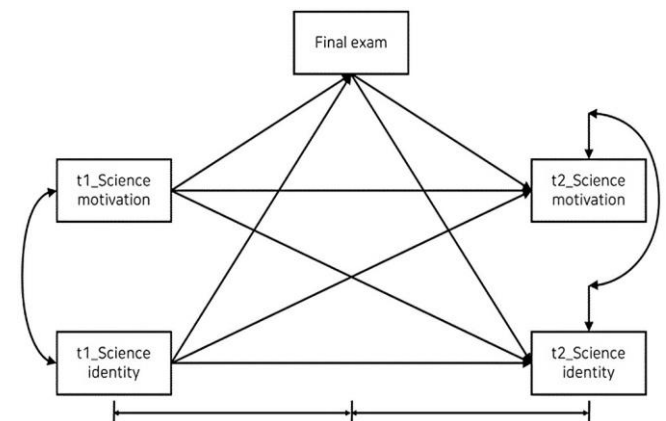 Final exam
t1_Science
motivation
t2_Science
motivation
t1_Science
identity
t2_Science
identity